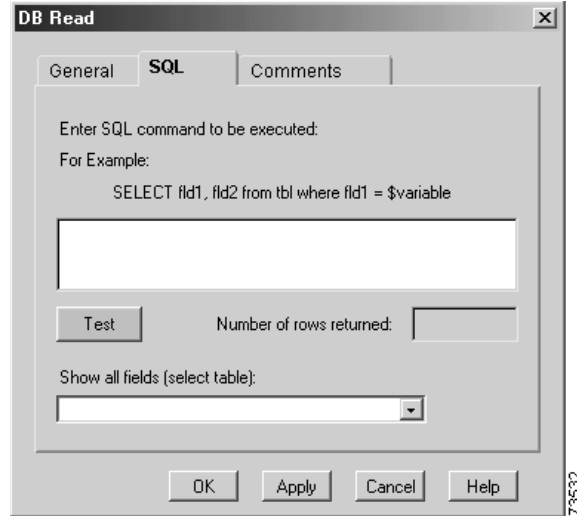 DB Read
General SQL Comments
Enter SQL command to be executed:
For Example:
SELECT fld1, fld2 from tbl where fld1 = $variable
Test Number of rows returned:
Show all fields (select table):
OK Apply Cancel Help
73532